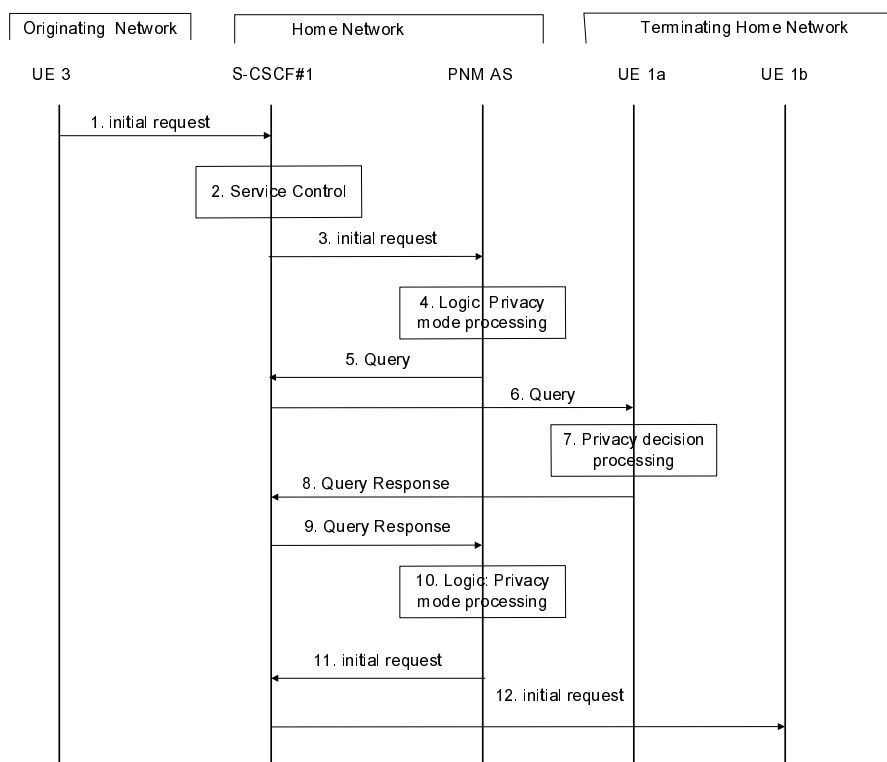 Originating Network
Home Network
Terminating Home Network
UE 3
S-CSCF#1
PNM AS
UE 1a
UE 1b
1. initial request
2. Service Control
3. initial request
4. Logic: Privacy
mode processing
5. Query
6. Query
7. Privacy decision
processing
8. Query Response
9. Query Response
10. Logic: Privacy
mode processing
11. initial request
12. initial request